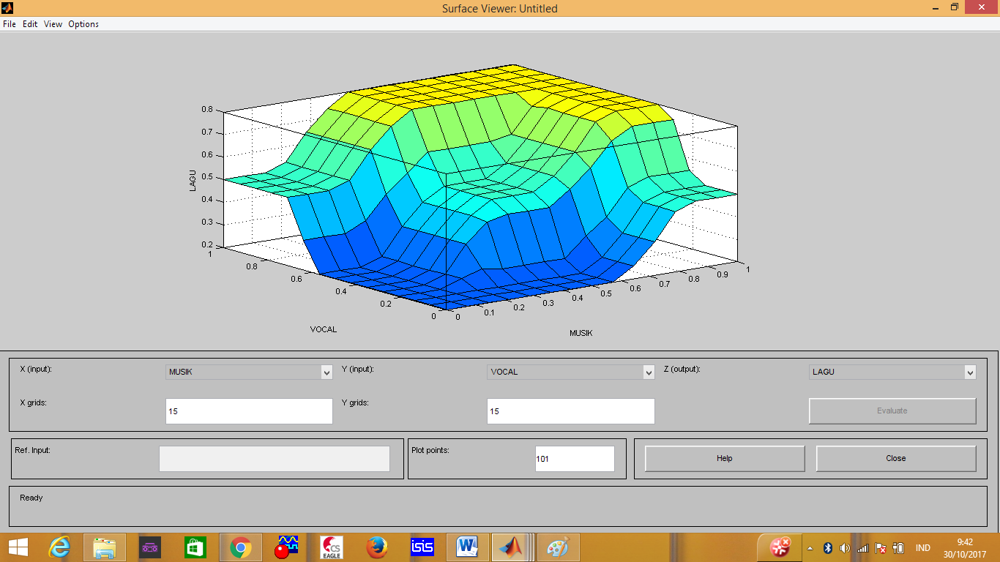 Surface Viewer: Untitled
File Edit View Options
0.8
0.7
0.6
0.5
0.4
0.3
0.2
LAGU
1
0.8
0.6
0.4
0.2
0
VOCAL
0
0.1
0.2
0.3
0.4
0.5
0.6
0.7
0.8
0.9
1
MUSIK
X (input): MUSIK Y (input): VOCAL Z (output): LAGU
X grids: 15 Y grids: 15 Evaluate
Ref. Input: Plot points: 101 Help Close
Ready
CS
EAGLE
isis
W
IND
9:42
30/10/2017